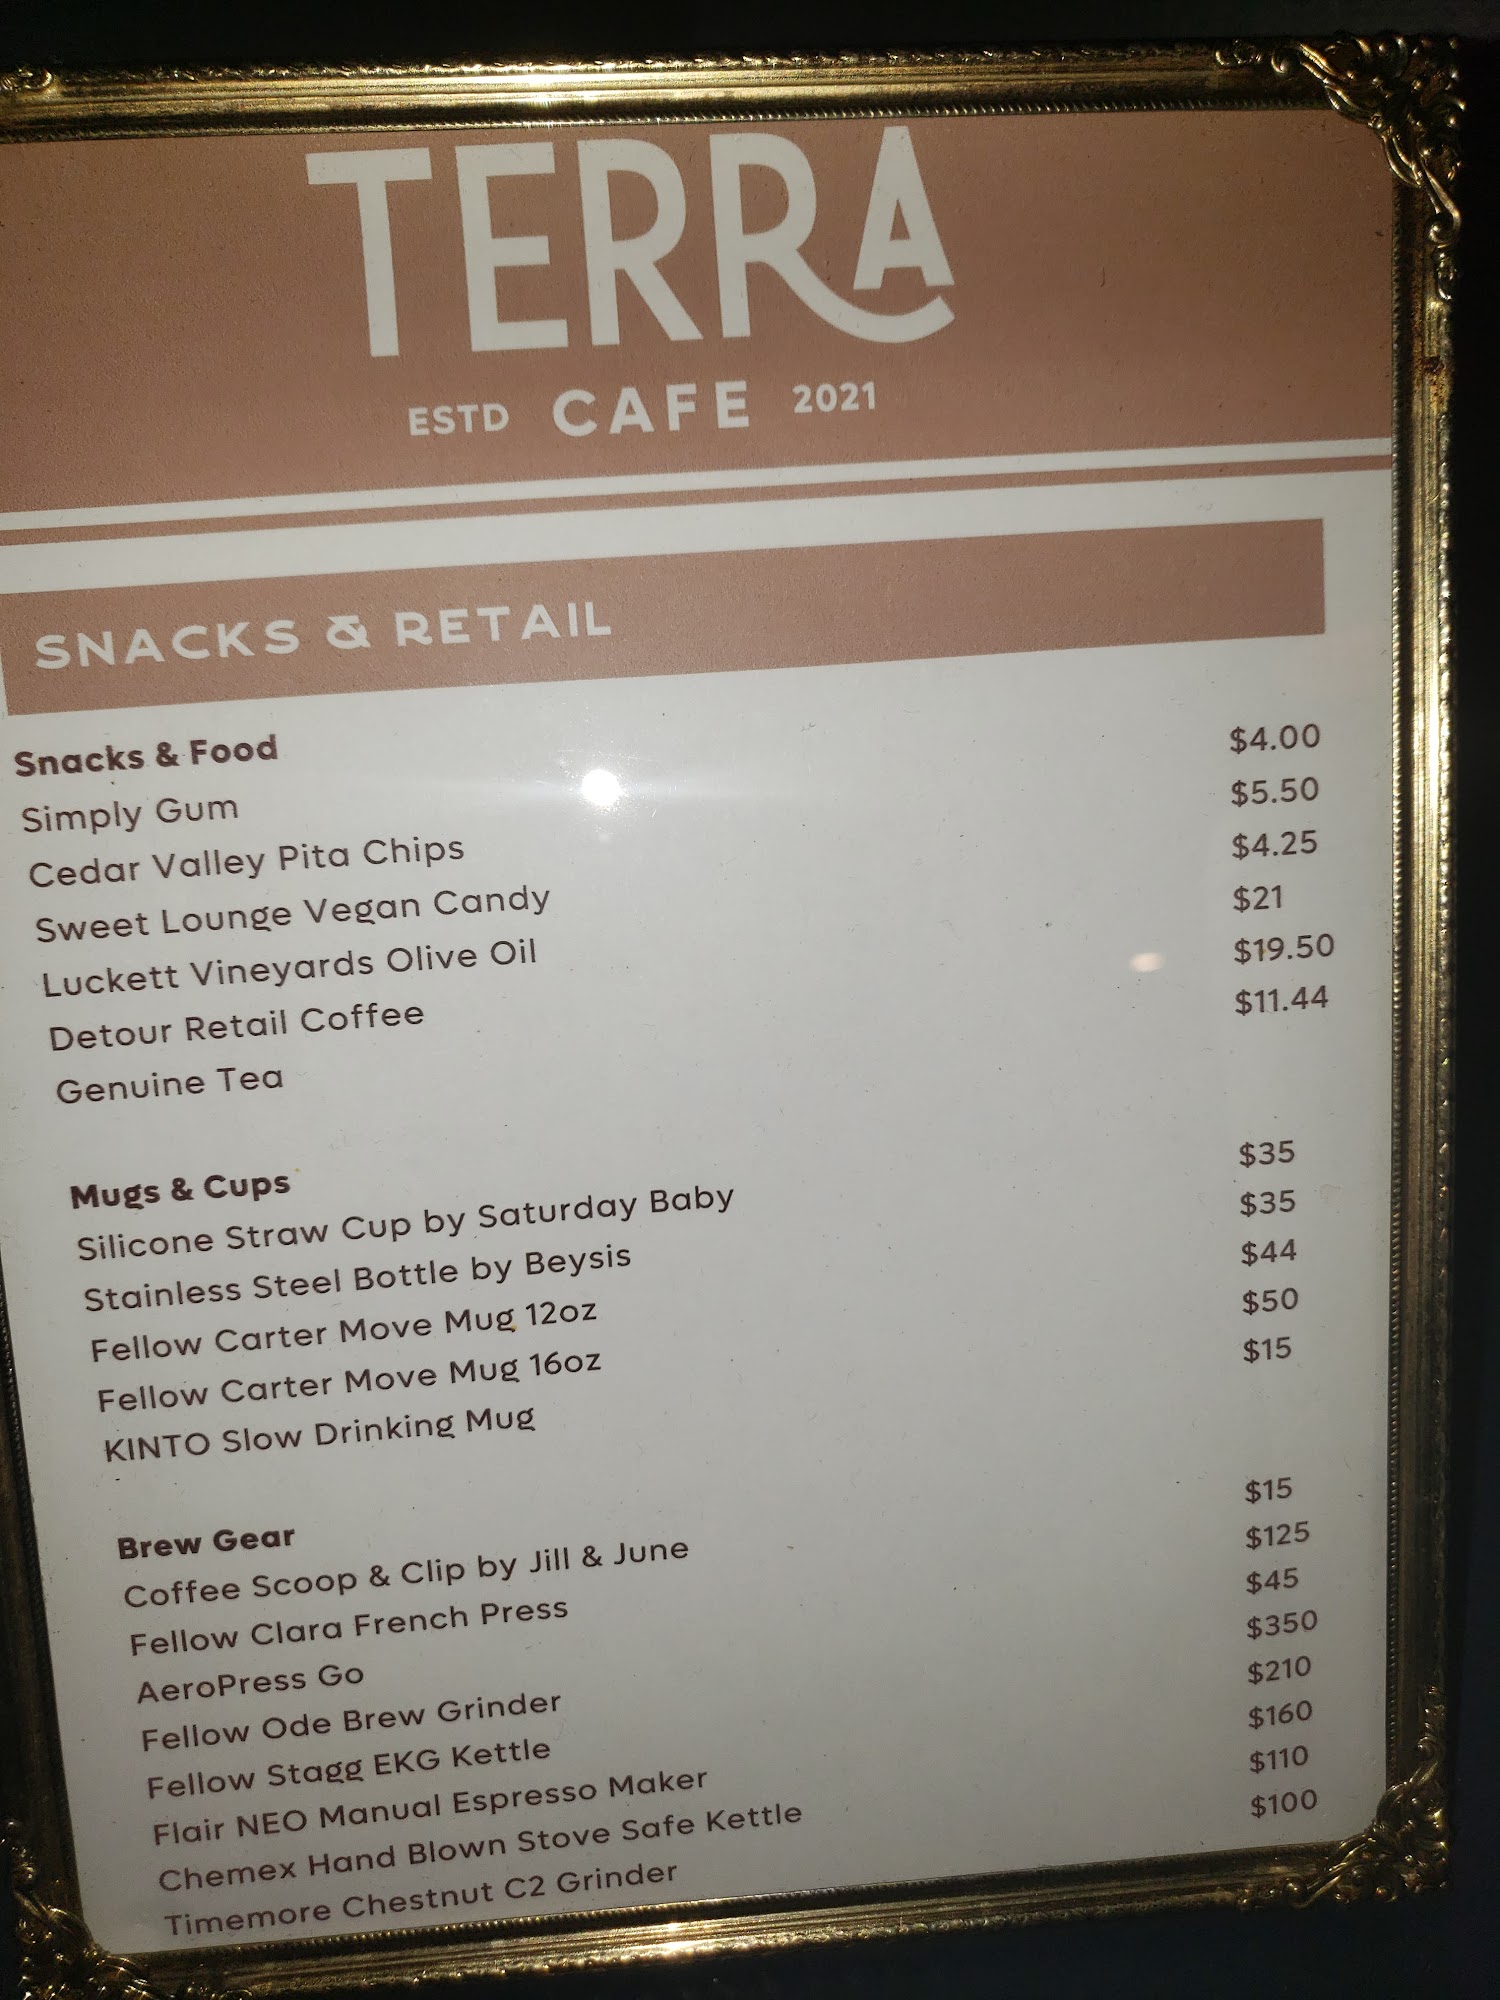 TERRA
ESTD CAFE 2021
SNACKS & RETAIL
Snacks & Food
Simply Gum $4.00
Cedar Valley Pita Chips $5.50
Sweet Lounge Vegan Candy $4.25
Luckett Vineyards Olive Oil $21
Detour Retail Coffee $19.50
Genuine Tea $11.44
Mugs & Cups
Silicone Straw Cup by Saturday Baby $35
Stainless Steel Bottle by Beysis $35
Fellow Carter Move Mug 12oz $44
Fellow Carter Move Mug 16oz $50
KINTO Slow Drinking Mug $15
Brew Gear
Coffee Scoop & Clip by Jill & June $15
Fellow Clara French Press $125
AeroPress Go $45
Fellow Ode Brew Grinder $350
Fellow Stagg EKG Kettle $210
Flair NEO Manual Espresso Maker $160
Chemex Hand Blown Stove Safe Kettle $110
Timemore Chestnut C2 Grinder $100